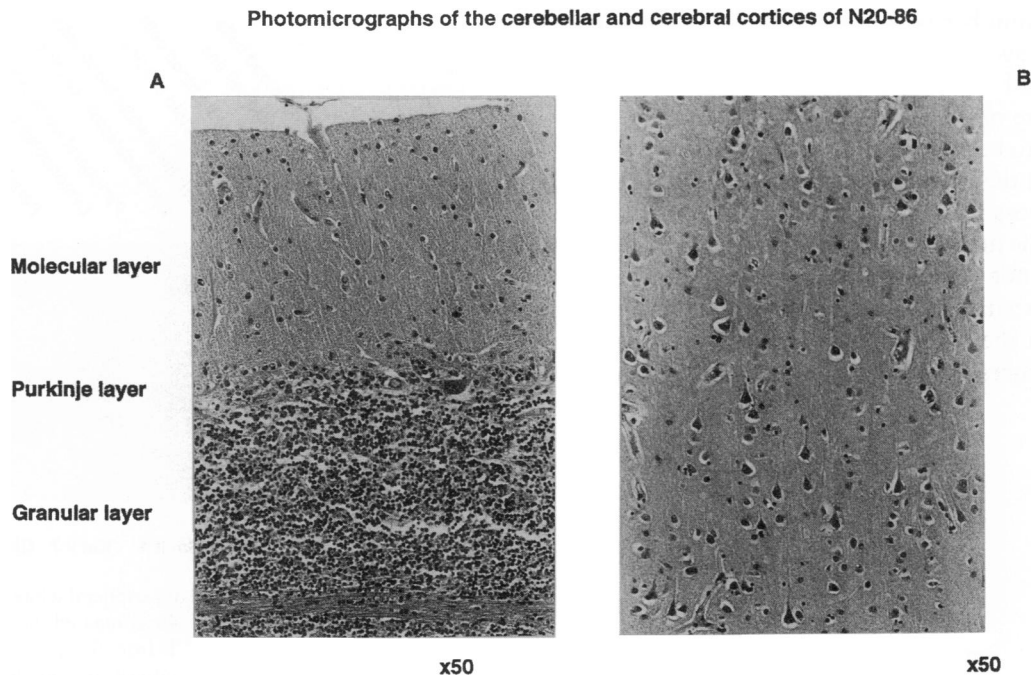 Photomicrographs of the cerebellar and cerebral cortices of N20-86
A
B
Molecular layer
Purkinje layer
Granular layer
x50
x50